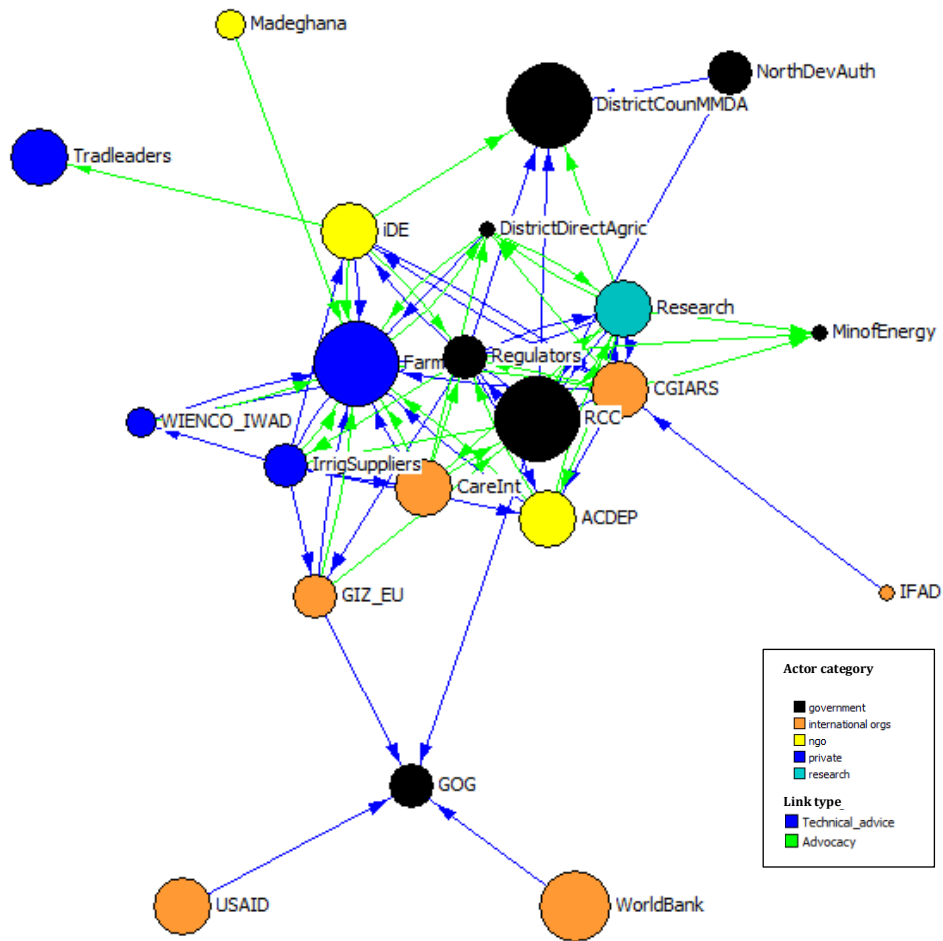 Madeghana
NorthDevAuth
DistrictCounMMDA
Tradleaders
iDE
DistrictDirectAgric
Research
MinofEnergy
Regulators
Farm
CGIARS
WIENCO_IWAD
RCC
IrrigSuppliers
CareInt
ACDEP
GIZ_EU
IFAD
Actor category
government
international orgs
ngo
private
research
Link type_
Technical_advice
Advocacy
GOG
USAID
WorldBank